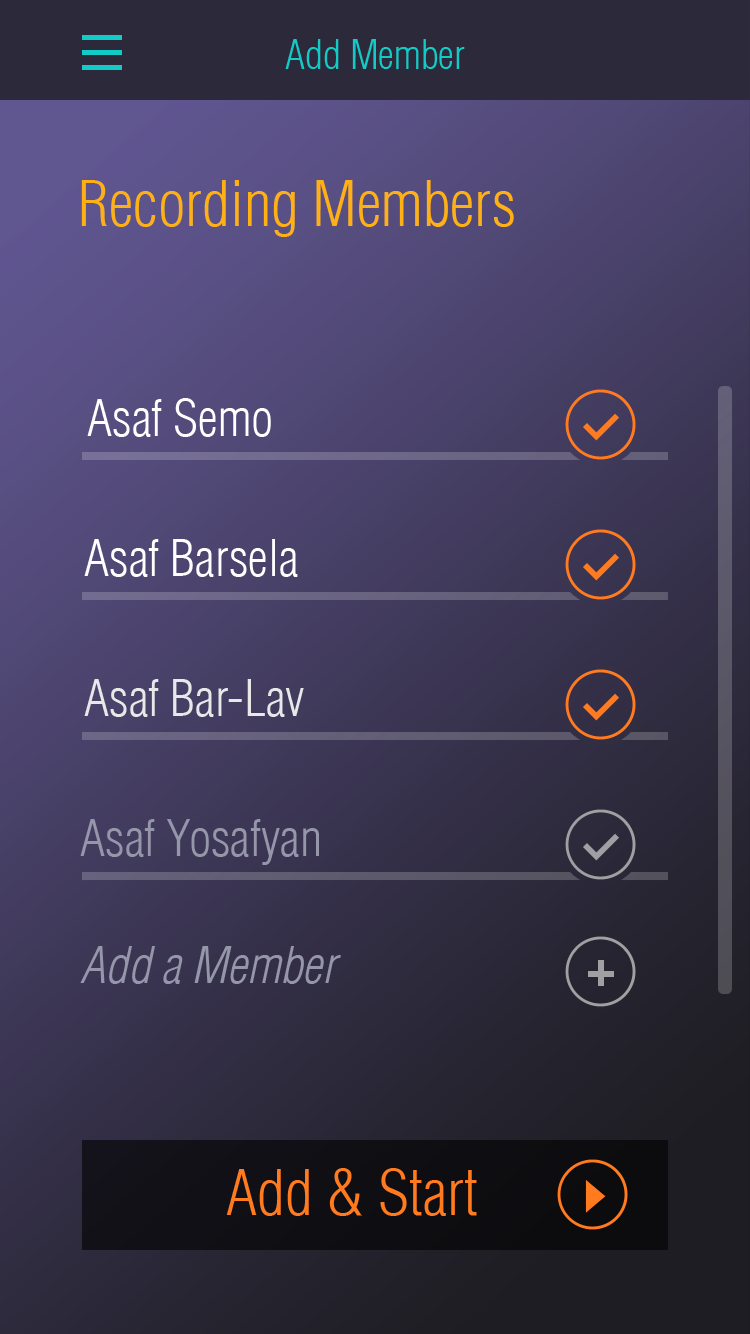 Add Member
Recording Members
Asaf Semo
Asaf Barsela
Asaf Bar-Lav
Asaf Yosafyan
Add a Member
Add & Start